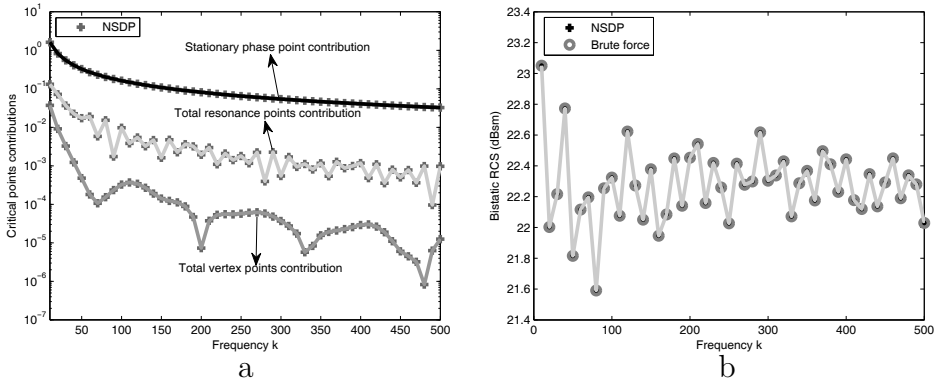 10^1
10^0
10^-1
10^-2
10^-3
10^-4
10^-5
10^-6
10^-7
Critical points contributions
NSDP
Stationary phase point contribution
Total resonance points contribution
Total vertex points contribution
50 100 150 200 250 300 350 400 450 500
Frequency k
a
23.4
23.2
23
22.8
22.6
22.4
22.2
22
21.8
21.6
21.4
Bistatic RCS (dBsm)
NSDP
Brute force
0 100 200 300 400 500
Frequency k
b